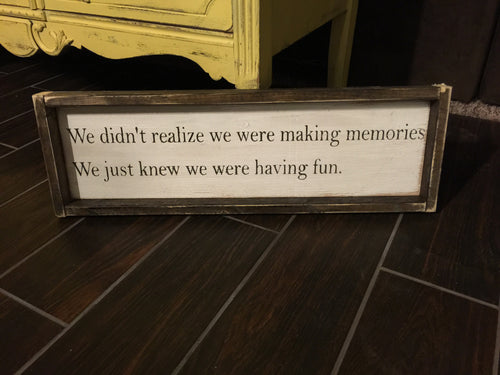 We didn't realize we were making memories
We just knew we were having fun.